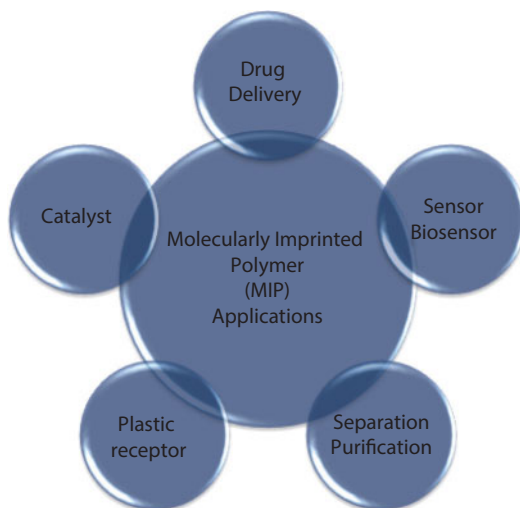 Drug
Delivery
Catalyst
Sensor
Biosensor
Molecularly Imprinted
Polymer
(MIP)
Applications
Plastic
receptor
Separation
Purification